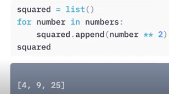 squared = list()
for number in numbers:
    squared.append(number ** 2)
squared
[4, 9, 25]